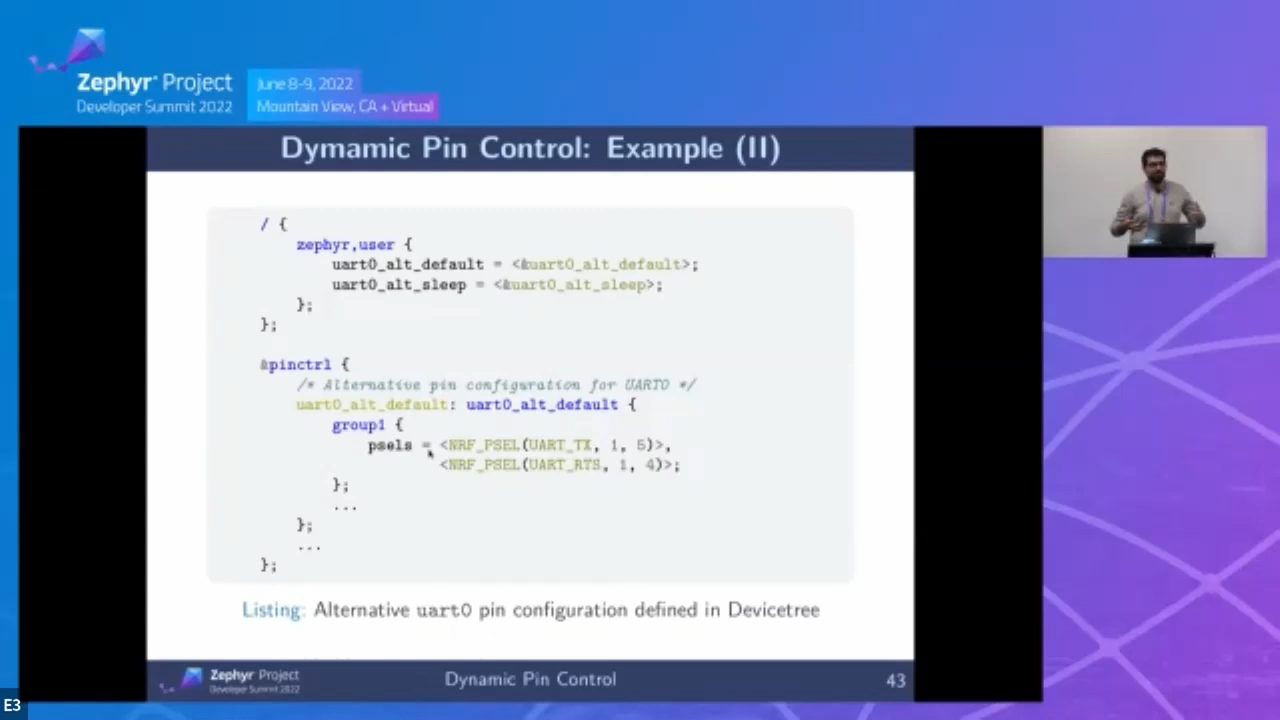 Zephyr® Project
Developer Summit 2022
June 8-9, 2022
Mountain View, CA + Virtual
Dymamic Pin Control: Example (II)
/ {
zephyr,user {
uart0_alt_default = <&uart0_alt_default>;
uart0_alt_sleep = <&uart0_alt_sleep>;
};
};
&pinctrl {
/* Alternative pin configuration for UART0 */
uart0_alt_default: uart0_alt_default {
group1 {
psels = <NRF_PSEL(UART_TX, 1, 5)>,
<NRF_PSEL(UART_RTS, 1, 4)>;
};
...
};
...
};
Listing: Alternative uart0 pin configuration defined in Devicetree
Zephyr Project
Developer Summit 2022
Dynamic Pin Control
43
E3